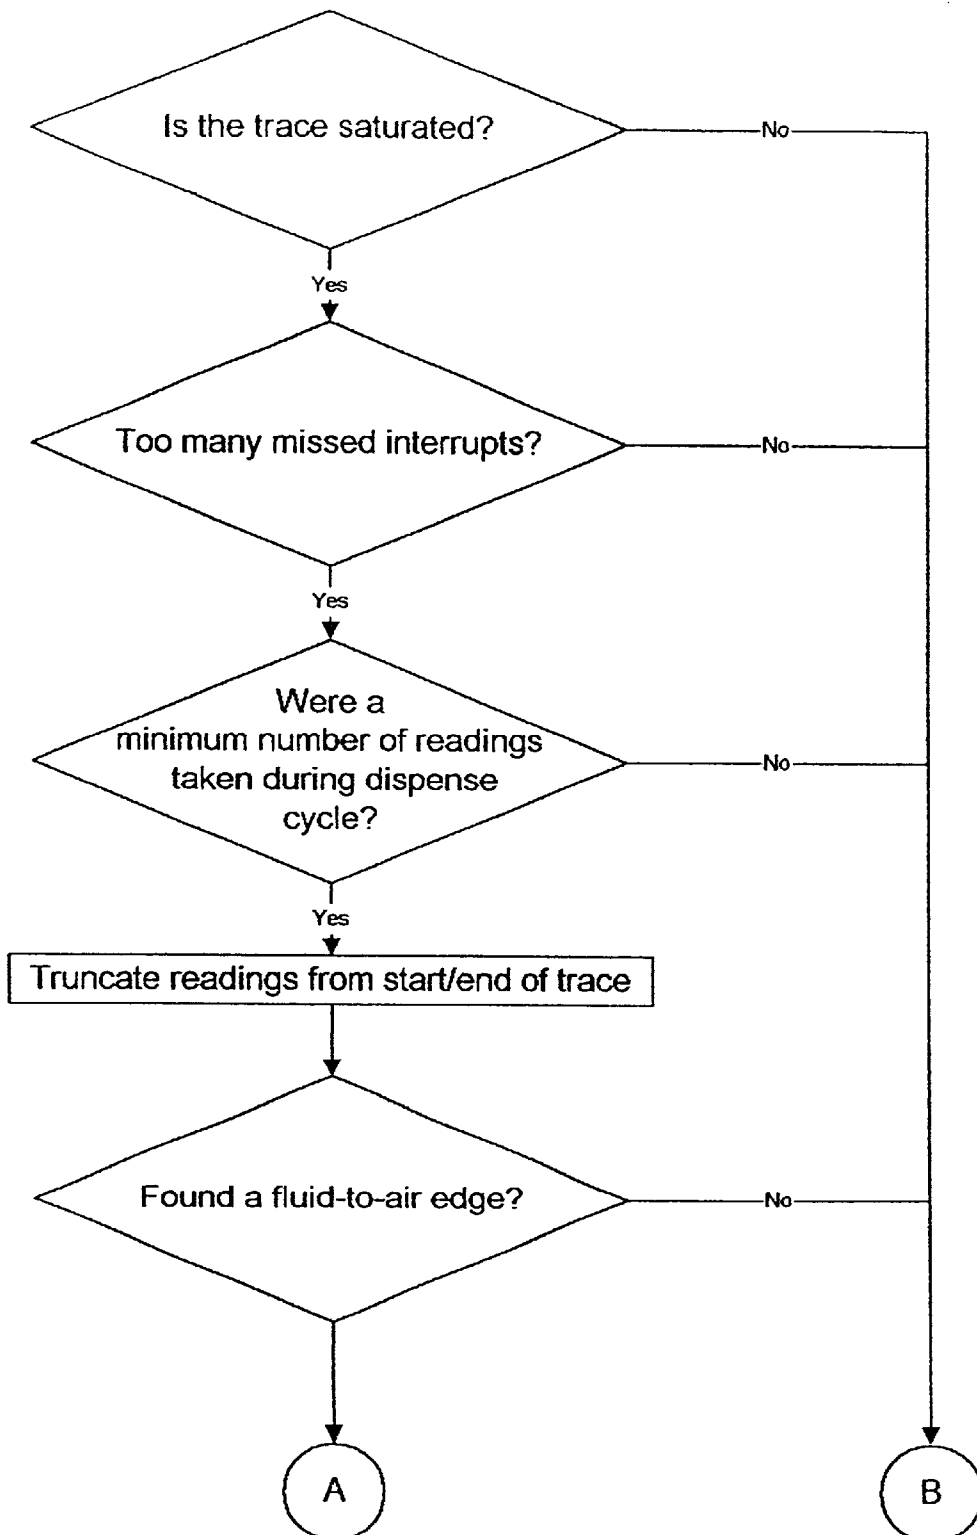 Is the trace saturated?
No
Yes
Too many missed interrupts?
No
Yes
Were a
minimum number of readings
taken during dispense
cycle?
No
Yes
Truncate readings from start/end of trace
Found a fluid-to-air edge?
No
A
B